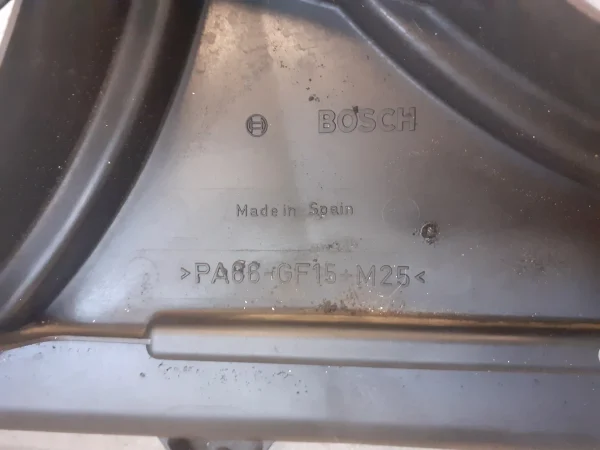 BOSCH
Made in Spain
>PA66-GF15+M25<